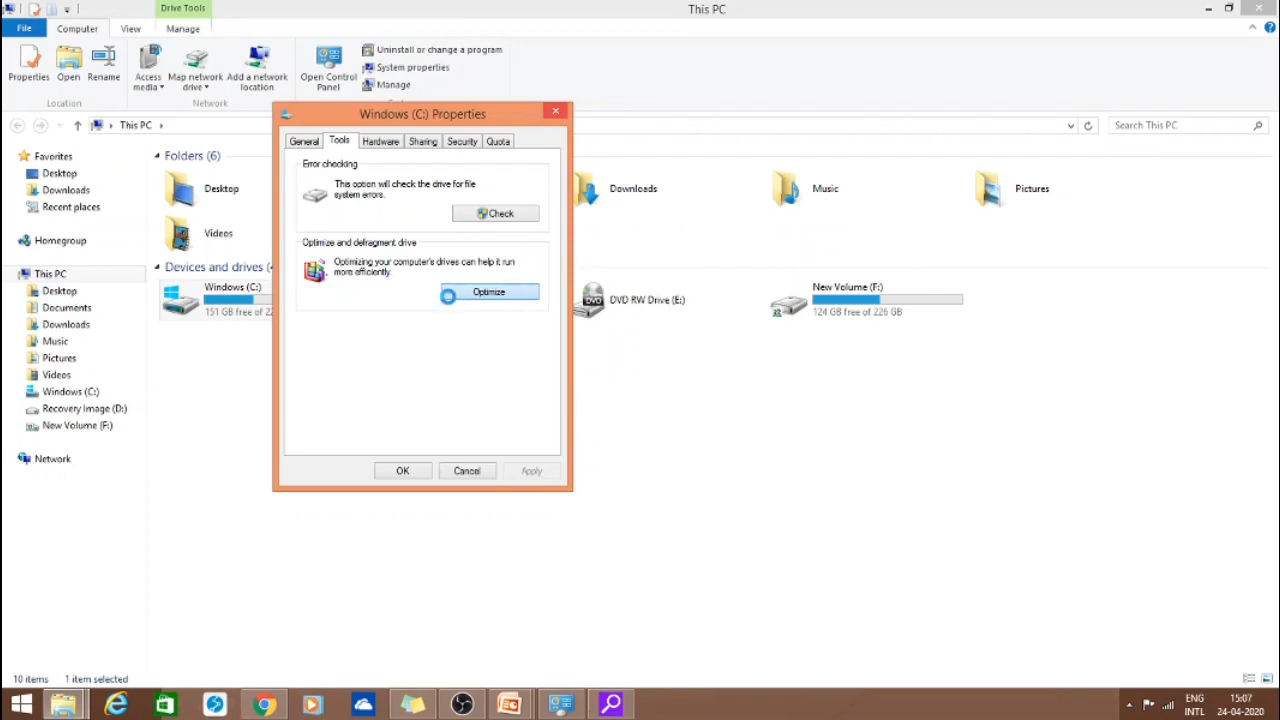 Drive Tools
This PC
File
Computer
View
Manage
Properties
Open
Rename
Access media
Map network drive
Add a network location
Open Control Panel
Uninstall or change a program
System properties
Manage
Location
Network
This PC
Search This PC
Favorites
Desktop
Downloads
Recent places
Homegroup
This PC
Desktop
Documents
Downloads
Music
Pictures
Videos
Windows (C:)
Recovery Image (D:)
New Volume (F:)
Network
Folders (6)
Desktop
Downloads
Music
Pictures
Videos
Devices and drives (
Windows (C:)
151 GB free of 22
DVD RW Drive (E:)
New Volume (F:)
124 GB free of 226 GB
Windows (C:) Properties
General
Tools
Hardware
Sharing
Security
Quota
Error checking
This option will check the drive for file
system errors.
Check
Optimize and defragment drive
Optimizing your computer's drives can help it run
more efficiently.
Optimize
OK
Cancel
Apply
10 items
1 item selected
ENG
INTL
15:07
24-04-2020